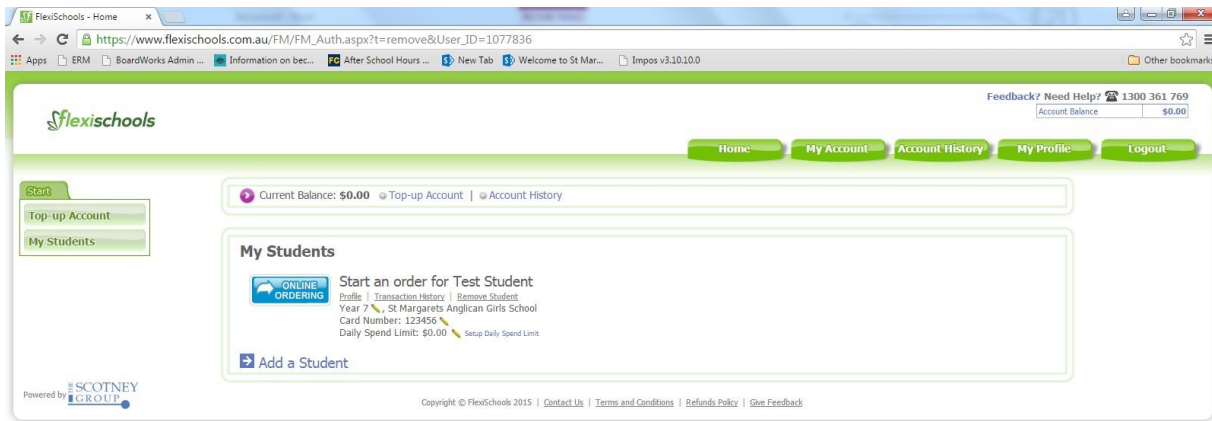 FlexiSchools - Home
https://www.flexischools.com.au/FM/FM_Auth.aspx?t=remove&User_ID=1077836
Apps ERM BoardWorks Admin ... Information on bec... FC After School Hours ... New Tab Welcome to St Mar... Impos v3.10.10.0 Other bookmarks
flexischools
Feedback? Need Help? 1300 361 769
Account Balance $0.00
Home My Account Account History My Profile Logout
Start
Top-up Account
My Students
Current Balance: $0.00 Top-up Account | Account History
My Students
ONLINE ORDERING
Start an order for Test Student
Profile | Transaction History | Remove Student
Year 7 , St Margarets Anglican Girls School
Card Number: 123456
Daily Spend Limit: $0.00 Setup Daily Spend Limit
Add a Student
Powered by SCOTNEY GROUP
Copyright © FlexiSchools 2015 | Contact Us | Terms and Conditions | Refunds Policy | Give Feedback